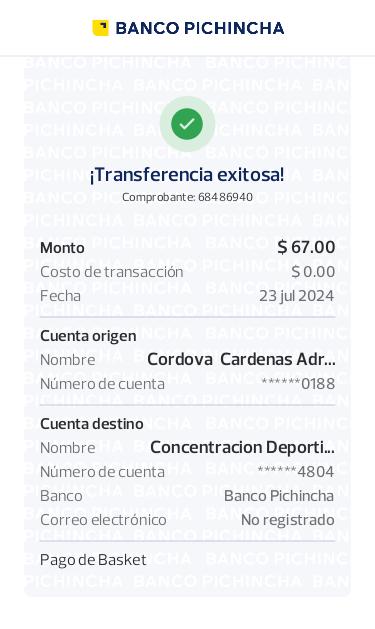 BANCO PICHINCHA
¡Transferencia exitosa!
Comprobante: 68486940
Monto $ 67.00
Costo de transacción $ 0.00
Fecha 23 jul 2024
Cuenta origen
Nombre Cordova Cardenas Adr...
Número de cuenta ******0188
Cuenta destino
Nombre Concentracion Deporti...
Número de cuenta ******4804
Banco Banco Pichincha
Correo electrónico No registrado
Pago de Basket